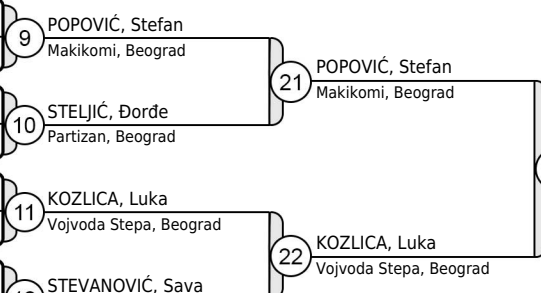 POPOVIĆ, Stefan
9
Makikomi, Beograd
POPOVIĆ, Stefan
21
Makikomi, Beograd
STELJIĆ, Đorđe
10
Partizan, Beograd
KOZLICA, Luka
11
Vojvoda Stepa, Beograd
KOZLICA, Luka
22
Vojvoda Stepa, Beograd
STEVANOVIĆ, Sava